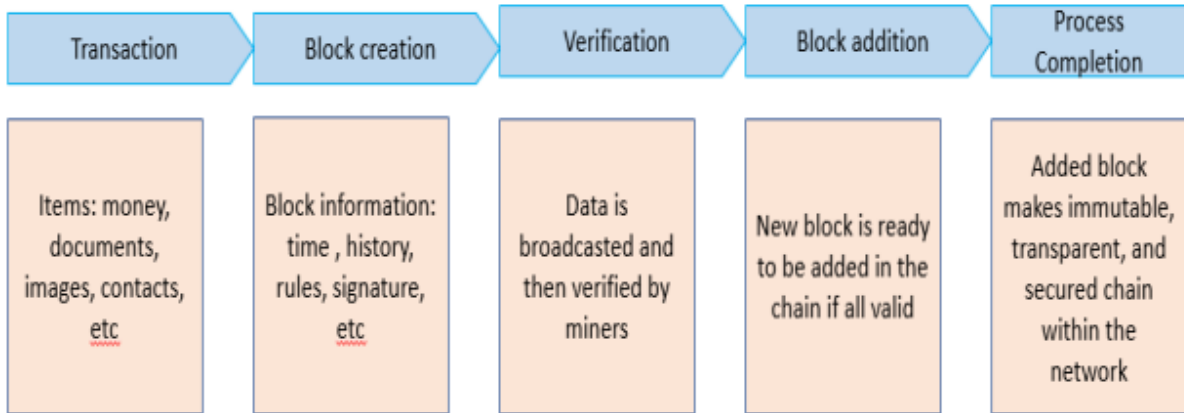 Transaction
Block creation
Verification
Block addition
Process
Completion
Items: money,
documents,
images, contacts,
etc
Block information:
time , history,
rules, signature,
etc
Data is
broadcasted and
then verified by
miners
New block is ready
to be added in the
chain if all valid
Added block
makes immutable,
transparent, and
secured chain
within the
network